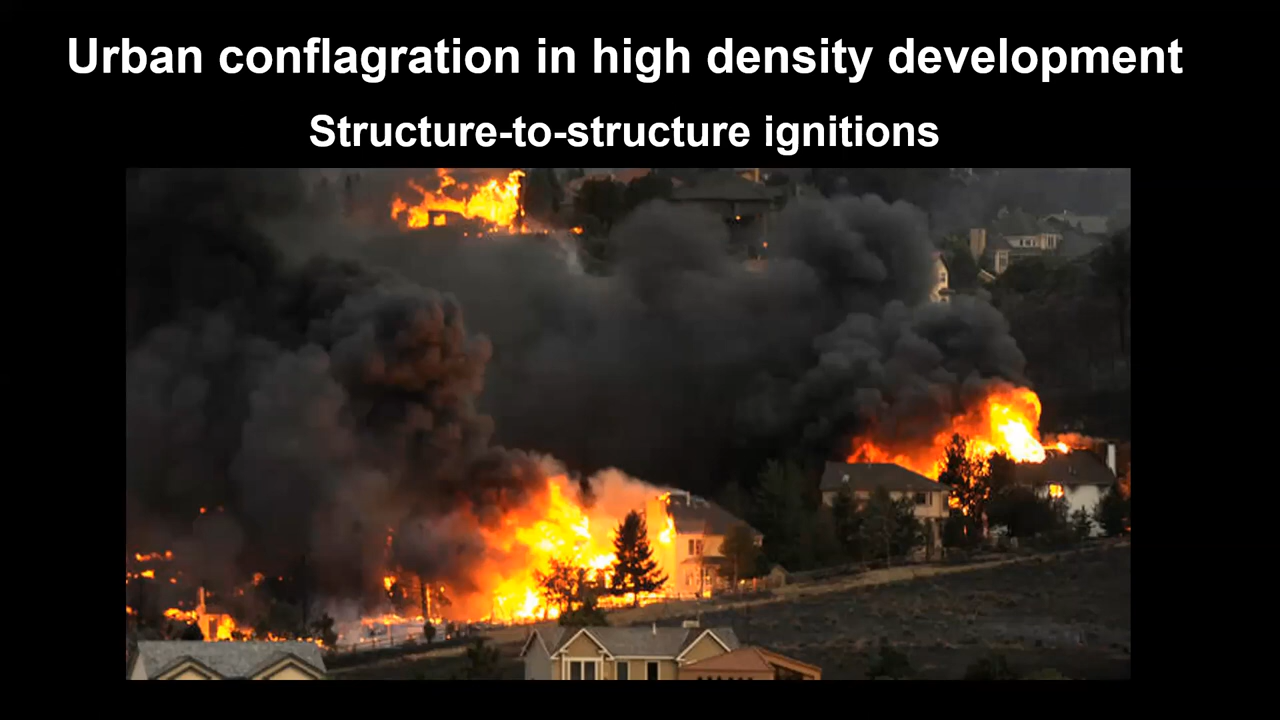 Urban conflagration in high density development
Structure-to-structure ignitions